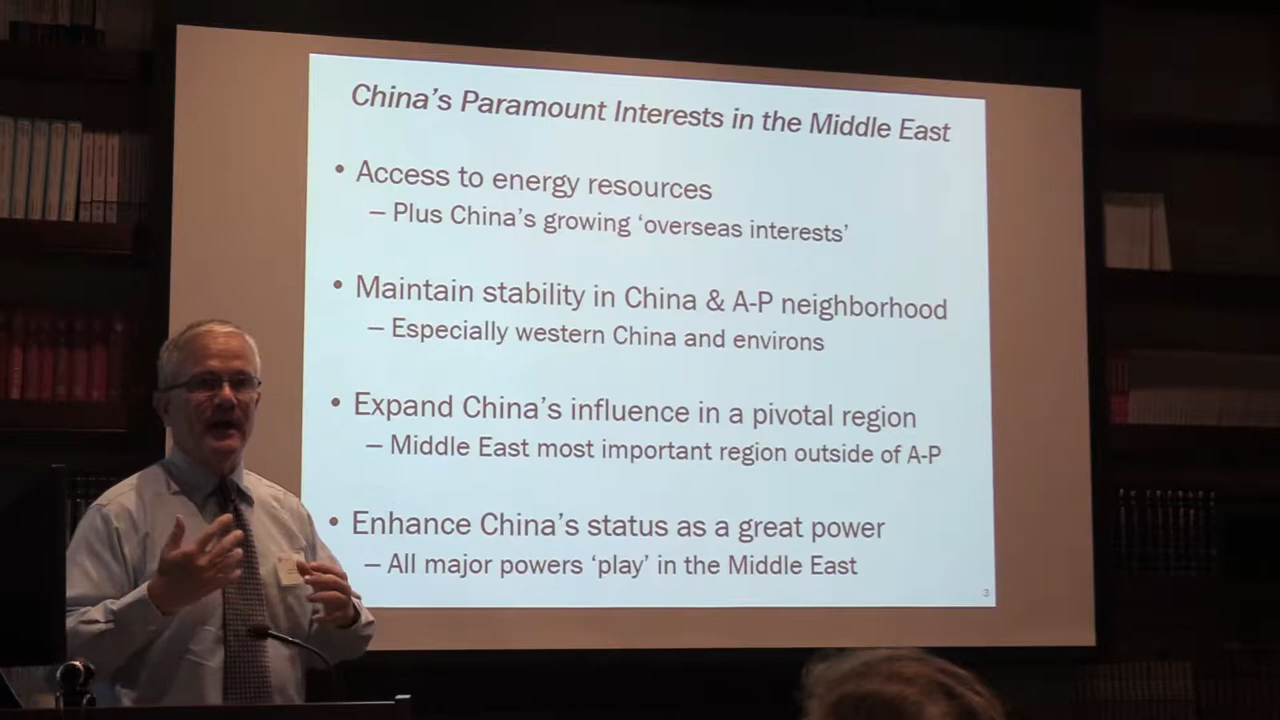 China's Paramount Interests in the Middle East
• Access to energy resources
– Plus China's growing ‘overseas interests’
• Maintain stability in China & A-P neighborhood
– Especially western China and environs
• Expand China's influence in a pivotal region
– Middle East most important region outside of A-P
• Enhance China's status as a great power
– All major powers ‘play’ in the Middle East
3